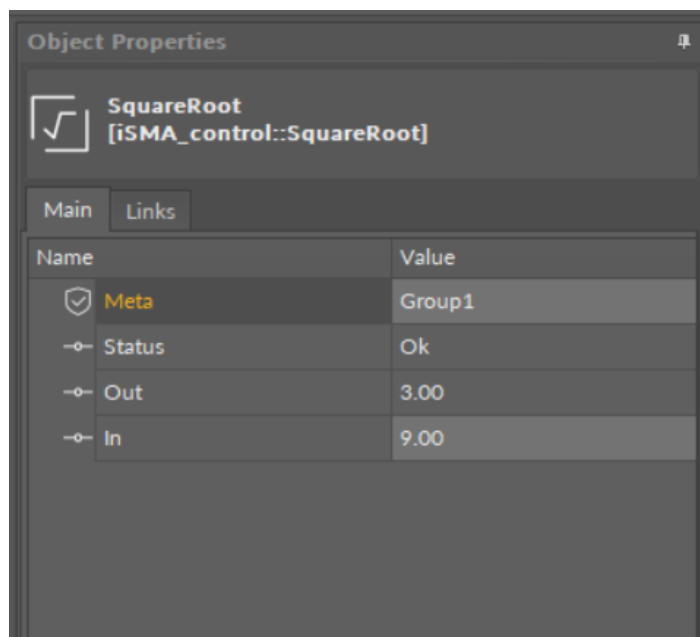 Object Properties
SquareRoot
[iSMA_control::SquareRoot]
Main Links
Name Value
Meta Group1
Status Ok
Out 3.00
In 9.00